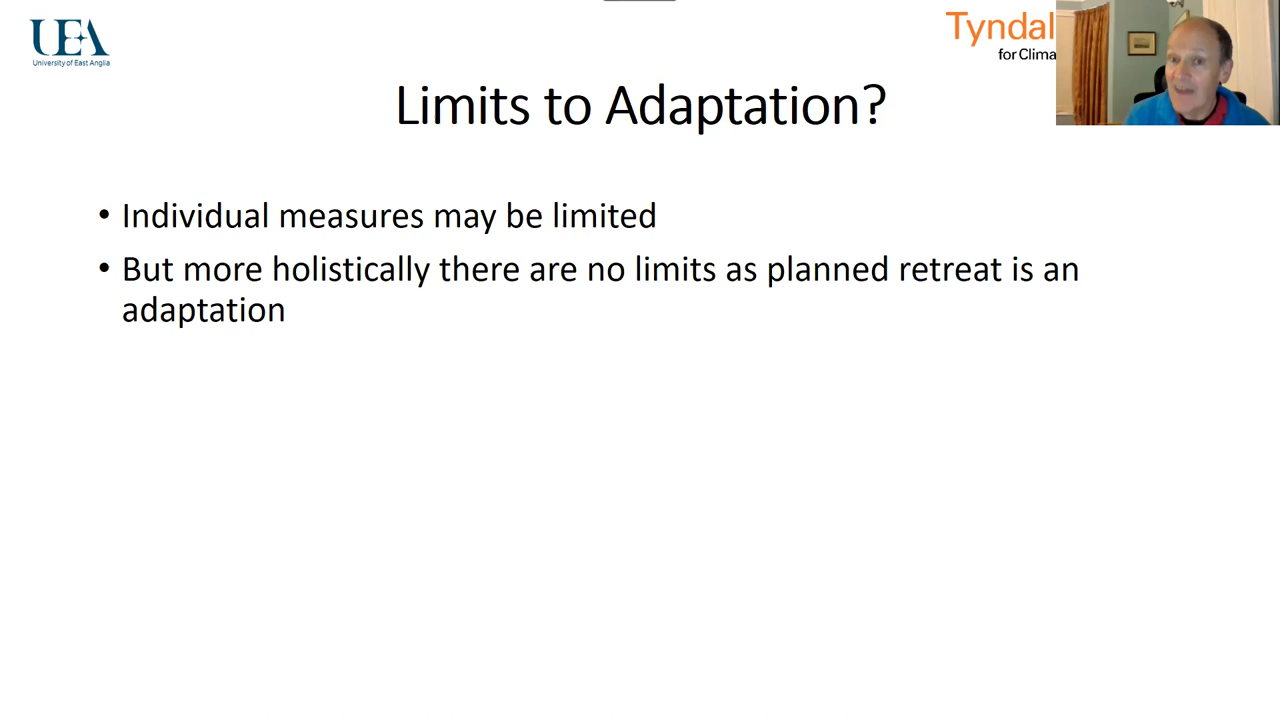 UEA
University of East Anglia
Tyndal
for Clima
Limits to Adaptation?
• Individual measures may be limited
• But more holistically there are no limits as planned retreat is an
adaptation